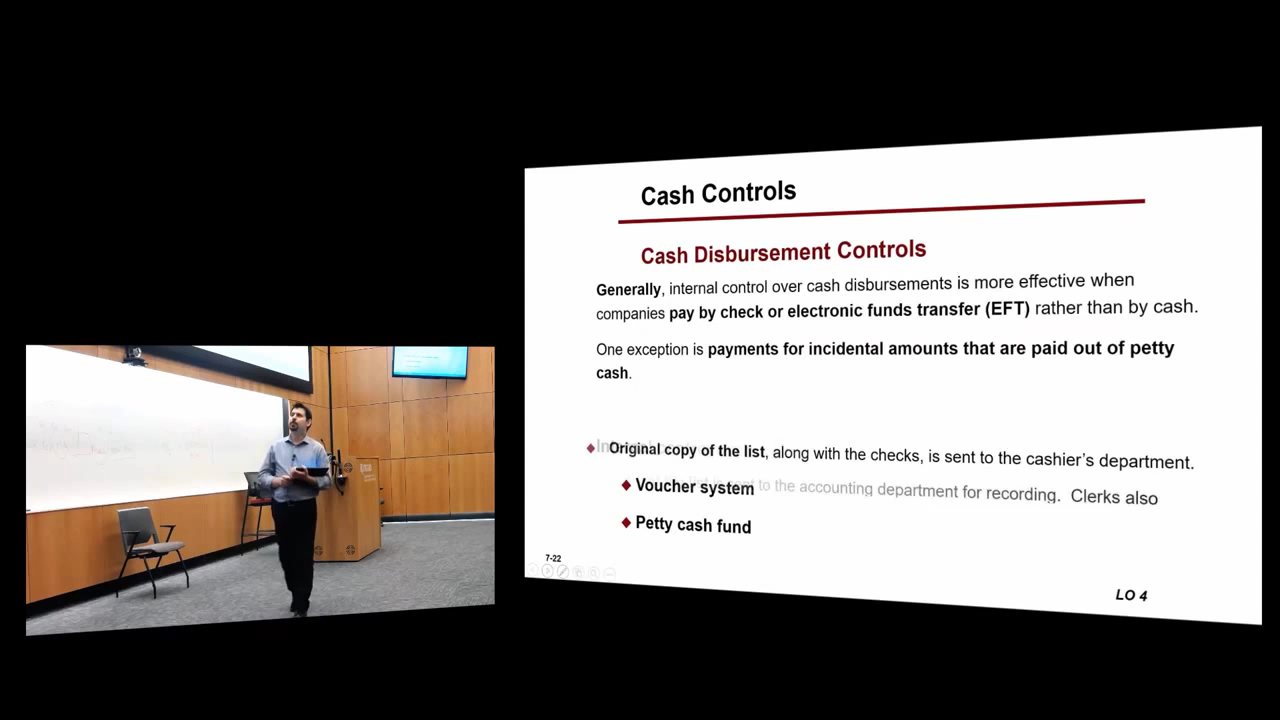 Cash Controls
Cash Disbursement Controls
Generally, internal control over cash disbursements is more effective when
companies pay by check or electronic funds transfer (EFT) rather than by cash.
One exception is payments for incidental amounts that are paid out of petty
cash.
Original copy of the list, along with the checks, is sent to the cashier's department.
Voucher system to the accounting department for recording. Clerks also
Petty cash fund
7-22
LO 4